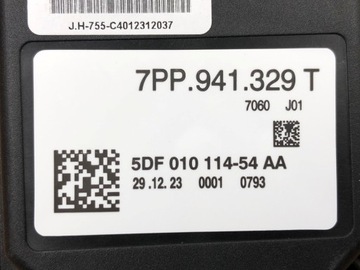 J.H-755-C4012312037
7PP.941.329 T
7060 J01
5DF 010 114-54 AA
29.12.23 0001 0793